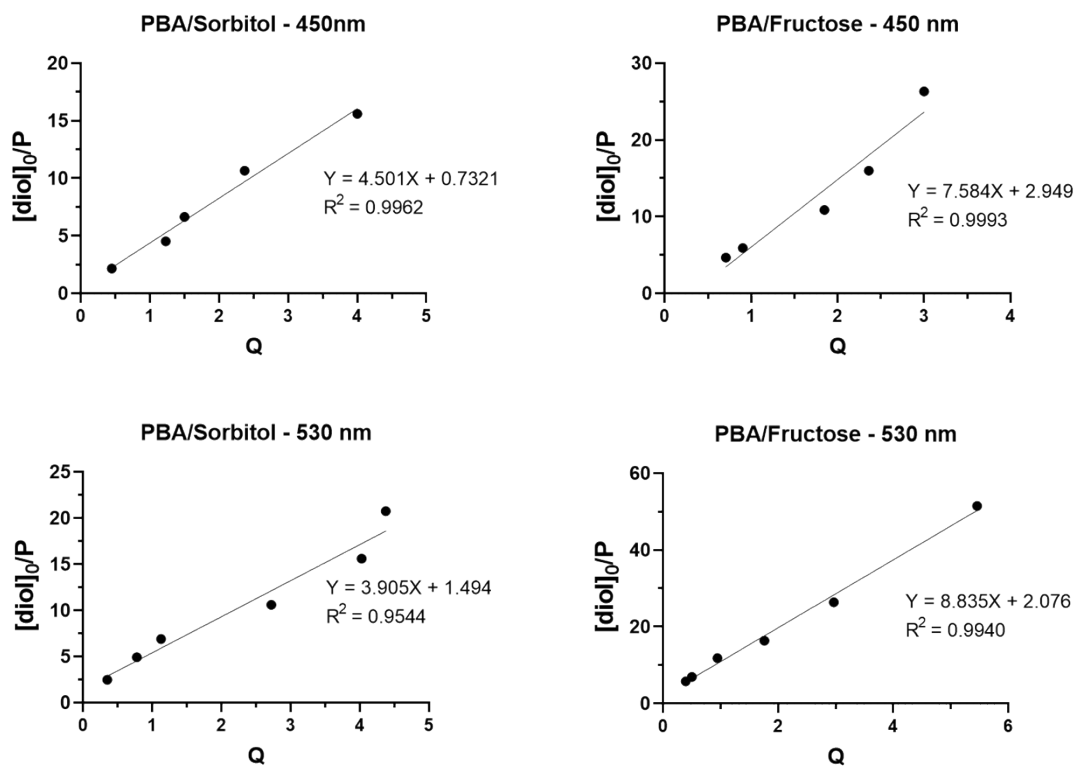 PBA/Sorbitol - 450nm
20
15
10
5
0
[diol]0/P
Y = 4.501X + 0.7321
R2 = 0.9962
0 1 2 3 4 5
Q
PBA/Fructose - 450 nm
30
20
10
0
[diol]0/P
Y = 7.584X + 2.949
R2 = 0.9993
0 1 2 3 4
Q
PBA/Sorbitol - 530 nm
25
20
15
10
5
0
[diol]0/P
Y = 3.905X + 1.494
R2 = 0.9544
0 1 2 3 4 5
Q
PBA/Fructose - 530 nm
60
40
20
0
[diol]0/P
Y = 8.835X + 2.076
R2 = 0.9940
0 2 4 6
Q